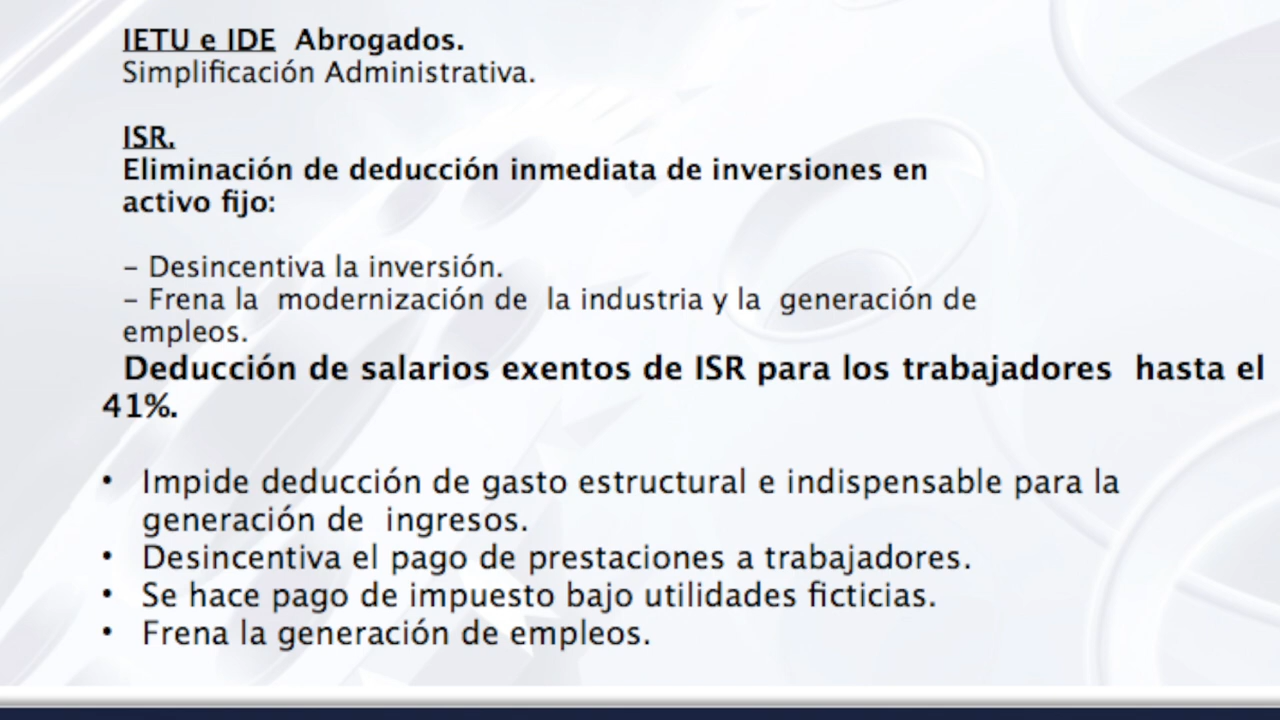 IETU e IDE Abrogados.
Simplificación Administrativa.
ISR.
Eliminación de deducción inmediata de inversiones en
activo fijo:
– Desincentiva la inversión.
– Frena la modernización de la industria y la generación de
empleos.
Deducción de salarios exentos de ISR para los trabajadores hasta el
41%.
• Impide deducción de gasto estructural e indispensable para la
generación de ingresos.
• Desincentiva el pago de prestaciones a trabajadores.
• Se hace pago de impuesto bajo utilidades ficticias.
• Frena la generación de empleos.